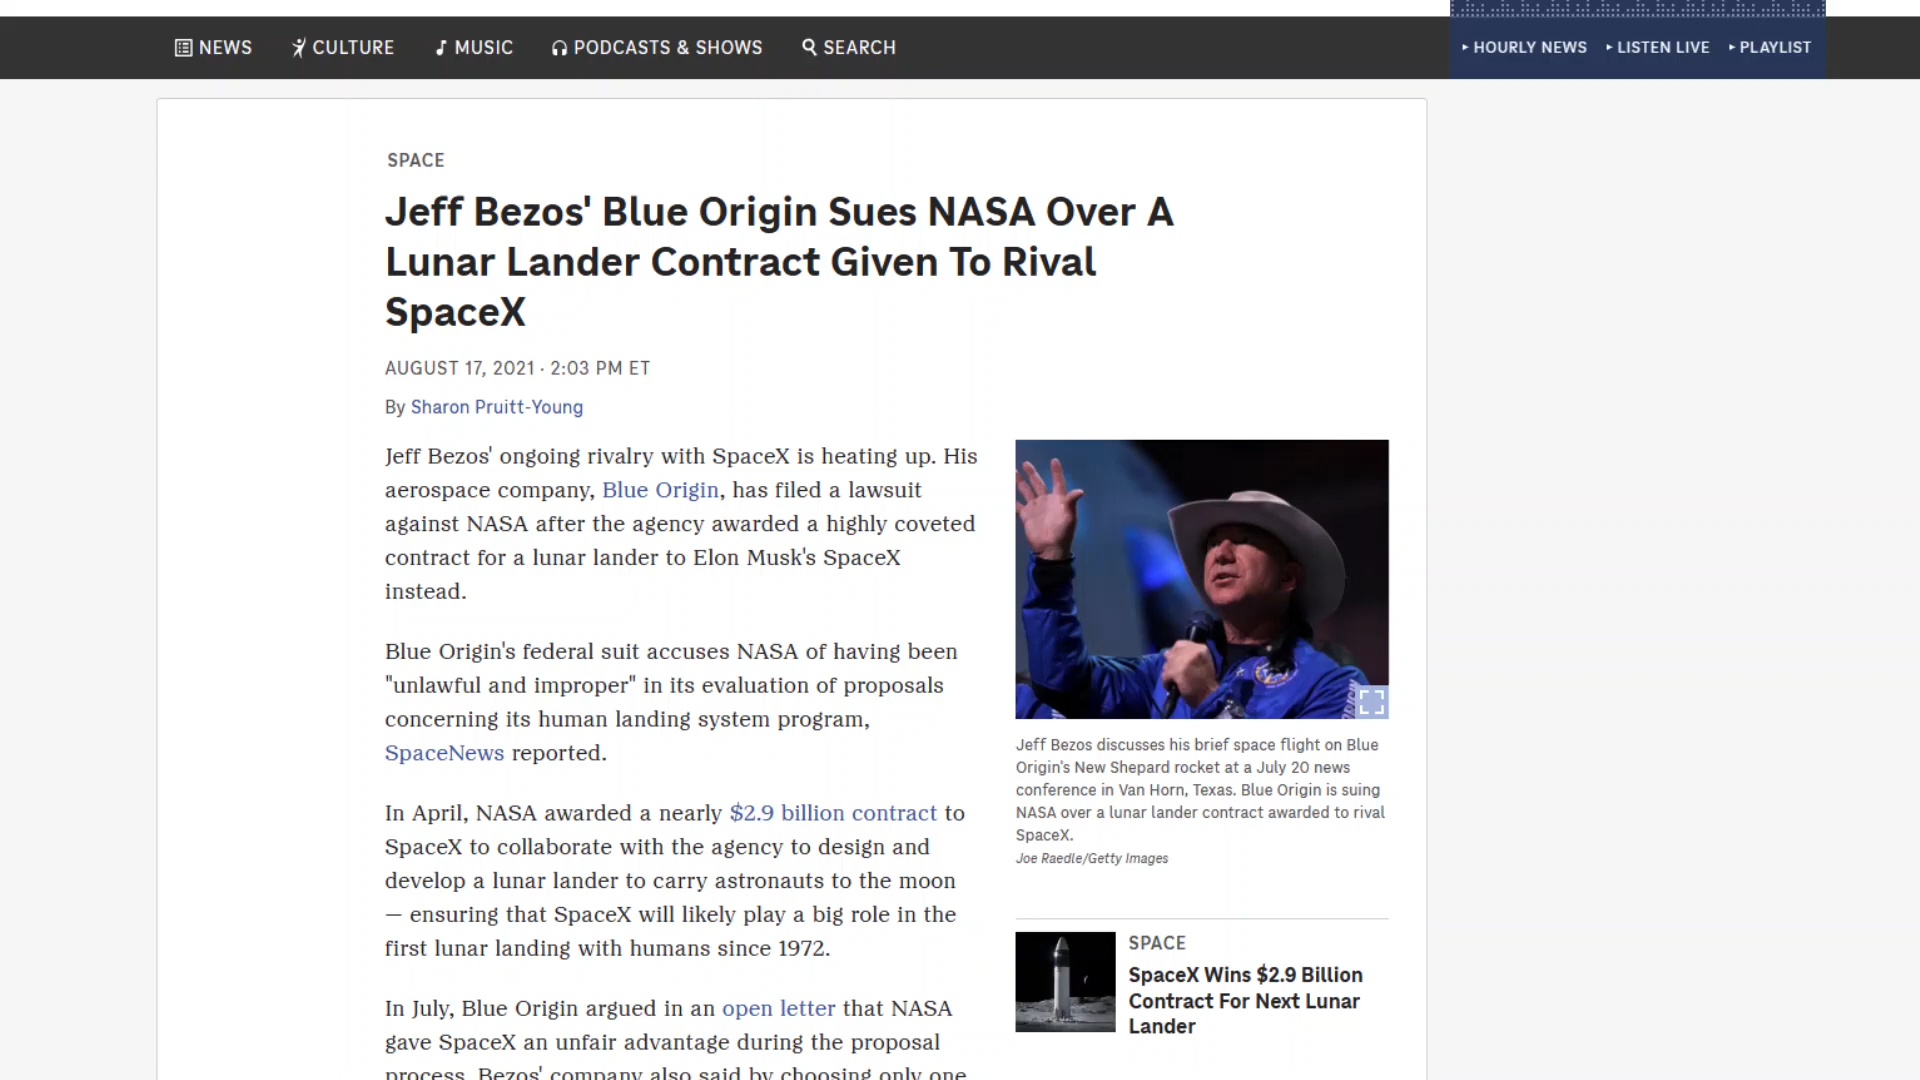 NEWS
CULTURE
MUSIC
PODCASTS & SHOWS
SEARCH
HOURLY NEWS
LISTEN LIVE
PLAYLIST
SPACE
Jeff Bezos' Blue Origin Sues NASA Over A
Lunar Lander Contract Given To Rival
SpaceX
AUGUST 17, 2021 · 2:03 PM ET
By Sharon Pruitt-Young
Jeff Bezos' ongoing rivalry with SpaceX is heating up. His
aerospace company, Blue Origin, has filed a lawsuit
against NASA after the agency awarded a highly coveted
contract for a lunar lander to Elon Musk's SpaceX
instead.
Blue Origin's federal suit accuses NASA of having been
"unlawful and improper" in its evaluation of proposals
concerning its human landing system program,
SpaceNews reported.
In April, NASA awarded a nearly $2.9 billion contract to
SpaceX to collaborate with the agency to design and
develop a lunar lander to carry astronauts to the moon
— ensuring that SpaceX will likely play a big role in the
first lunar landing with humans since 1972.
In July, Blue Origin argued in an open letter that NASA
gave SpaceX an unfair advantage during the proposal
process. Bezos' company also said by choosing only one
Jeff Bezos discusses his brief space flight on Blue
Origin's New Shepard rocket at a July 20 news
conference in Van Horn, Texas. Blue Origin is suing
NASA over a lunar lander contract awarded to rival
SpaceX.
Joe Raedle/Getty Images
SPACE
SpaceX Wins $2.9 Billion
Contract For Next Lunar
Lander